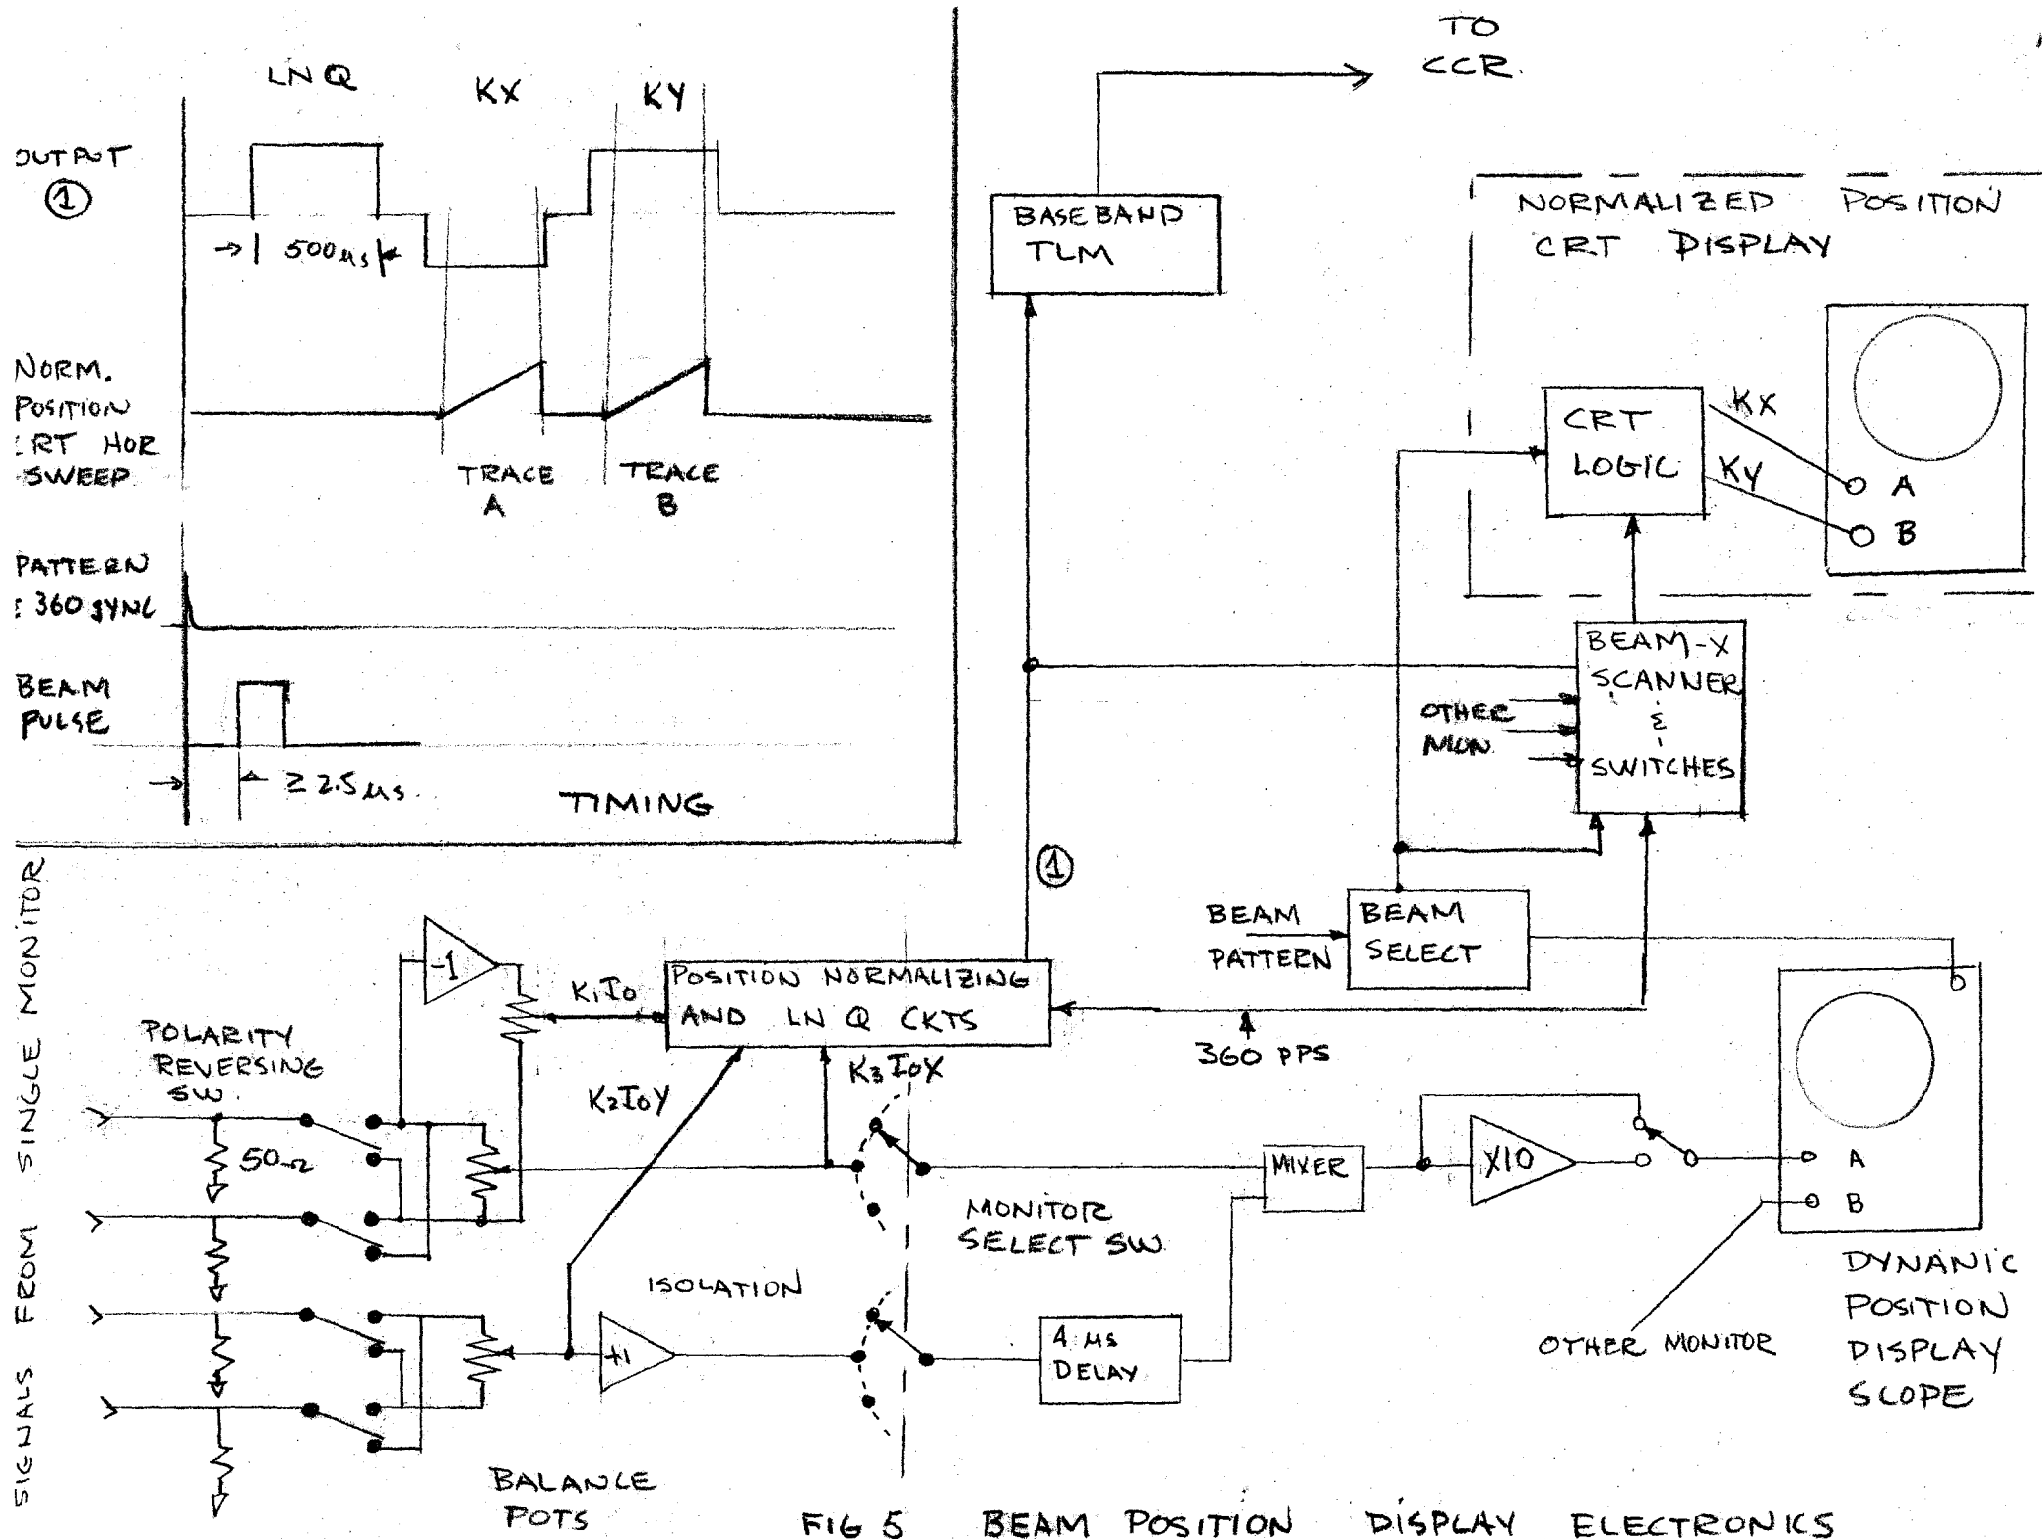 LN Q
KX
KY
OUTPUT
1
500 µs
NORM.
POSITION
CRT HOR
SWEEP
TRACE
A
TRACE
B
PATTERN
360 SYNC
BEAM
PULSE
≥ 2.5 µs.
TIMING
TO
CCR.
BASEBAND
TLM
NORMALIZED POSITION
CRT DISPLAY
CRT
LOGIC
KX
KY
A
B
BEAM-X
SCANNER
&
SWITCHES
OTHER
MON.
1
BEAM
PATTERN
BEAM
SELECT
360 PPS
SIGNALS FROM SINGLE MONITOR
POLARITY
REVERSING
SW.
50Ω
-1
K1I0
POSITION NORMALIZING
AND LN Q CKTS
K2I0Y
K3I0X
MONITOR
SELECT SW.
MIXER
X10
A
B
DYNANIC
POSITION
DISPLAY
SCOPE
OTHER MONITOR
ISOLATION
+1
4 µs
DELAY
BALANCE
POTS
FIG 5 BEAM POSITION DISPLAY ELECTRONICS